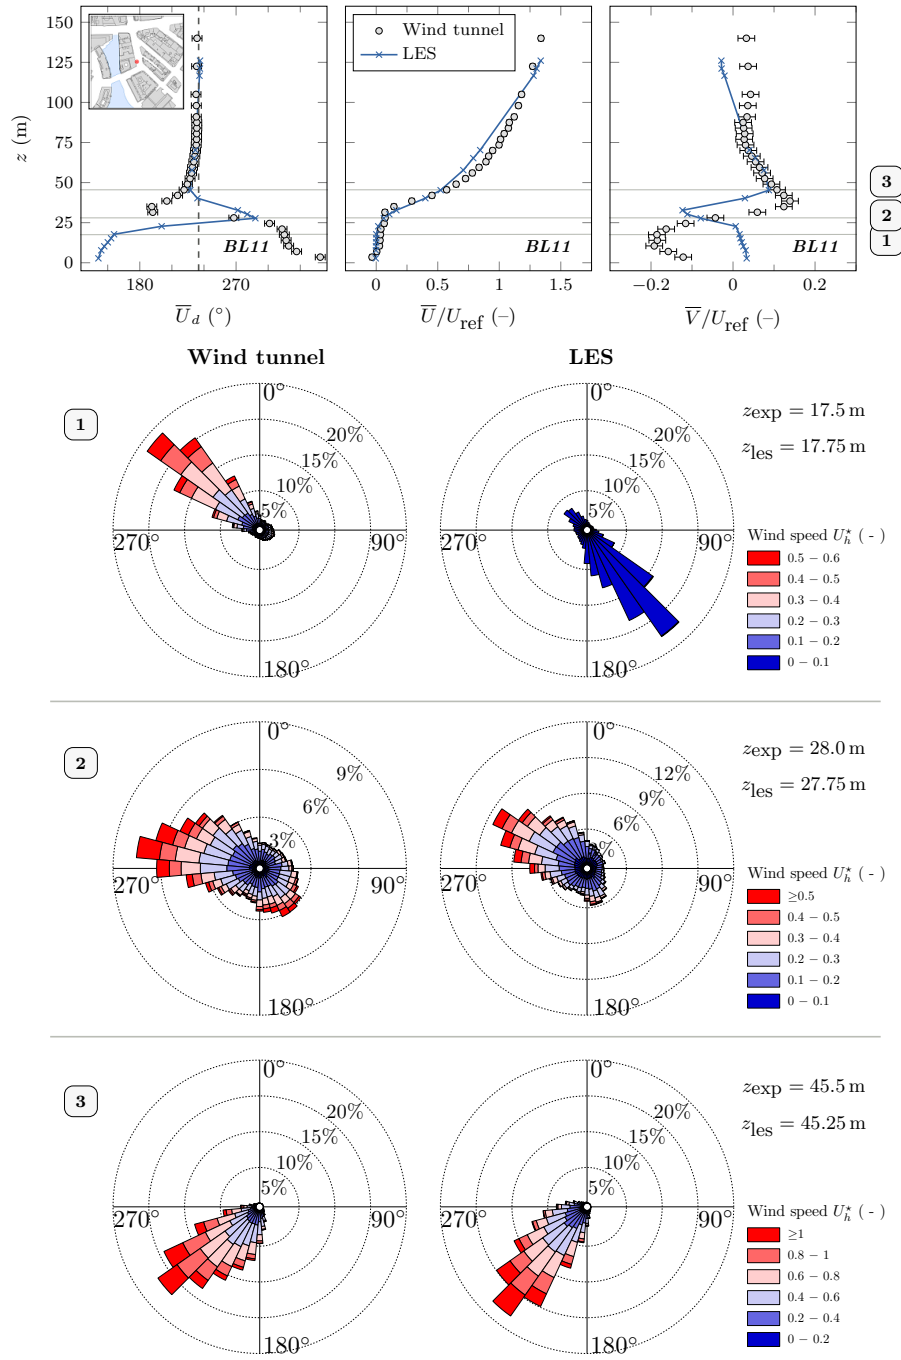 150
125
100
75
50
25
0
z (m)
Wind tunnel
LES
BL11
BL11
BL11
3
2
1
180
270
0
0.5
1
1.5
−0.2
0
0.2
U̅_d (°)
U̅/U_ref (–)
V̅/U_ref (–)
Wind tunnel
LES
1
0°
20%
15%
10%
5%
270°
90°
180°
0°
20%
15%
10%
5%
270°
90°
180°
z_exp = 17.5 m
z_les = 17.75 m
Wind speed U_h^⋆ ( - )
0.5 − 0.6
0.4 − 0.5
0.3 − 0.4
0.2 − 0.3
0.1 − 0.2
0 − 0.1
2
0°
9%
6%
3%
270°
90°
180°
0°
12%
9%
6%
270°
90°
180°
z_exp = 28.0 m
z_les = 27.75 m
Wind speed U_h^⋆ ( - )
≥0.5
0.4 − 0.5
0.3 − 0.4
0.2 − 0.3
0.1 − 0.2
0 − 0.1
3
0°
20%
15%
10%
5%
270°
90°
180°
0°
20%
15%
10%
5%
270°
90°
180°
z_exp = 45.5 m
z_les = 45.25 m
Wind speed U_h^⋆ ( - )
≥1
0.8 − 1
0.6 − 0.8
0.4 − 0.6
0.2 − 0.4
0 − 0.2